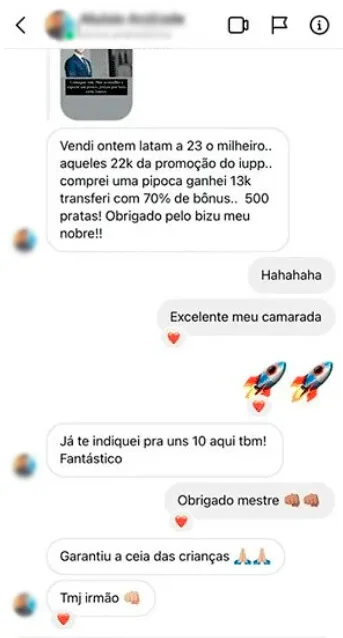 Vendi ontem latam a 23 o milheiro..
aqueles 22k da promoção do iupp..
comprei uma pipoca ganhei 13k
transferi com 70% de bônus..  500
pratas! Obrigado pelo bizu meu
nobre!!
Hahahaha
Excelente meu camarada
Já te indiquei pra uns 10 aqui tbm!
Fantástico
Obrigado mestre 👊🏼👊🏼
Garantiu a ceia das crianças 🙏🏻🙏🏻
Tmj irmão 👊🏻